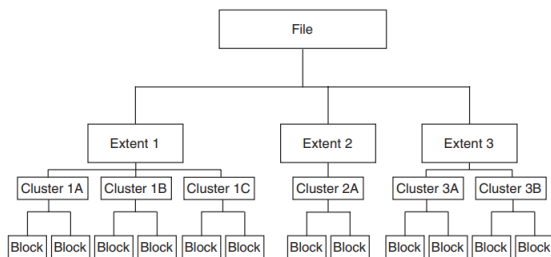 File
Extent 1 Extent 2 Extent 3
Cluster 1A Cluster 1B Cluster 1C Cluster 2A Cluster 3A Cluster 3B
Block Block Block Block Block Block Block Block Block Block Block Block